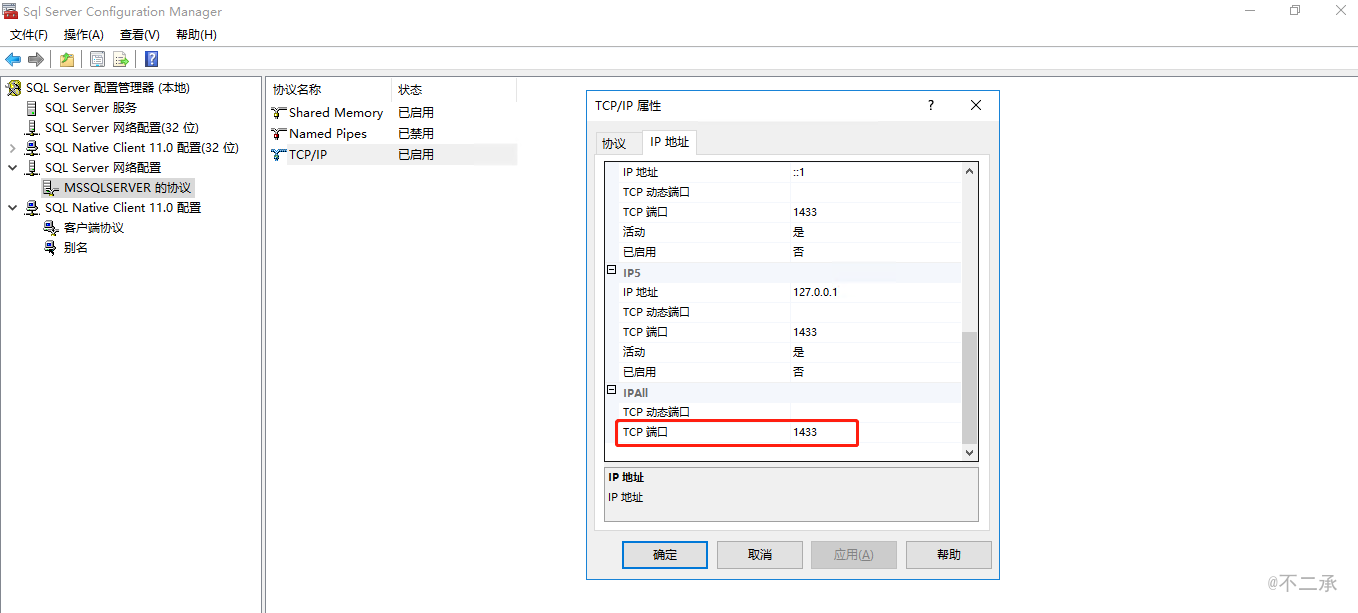 Sql Server Configuration Manager
文件(F) 操作(A) 查看(V) 帮助(H)
SQL Server 配置管理器 (本地)
SQL Server 服务
SQL Server 网络配置(32 位)
SQL Native Client 11.0 配置(32 位)
SQL Server 网络配置
MSSQLSERVER 的协议
SQL Native Client 11.0 配置
客户端协议
别名
协议名称 状态
Shared Memory 已启用
Named Pipes 已禁用
TCP/IP 已启用
TCP/IP 属性
协议 IP 地址
IP 地址 ::1
TCP 动态端口
TCP 端口 1433
活动 是
已启用 否
IP5
IP 地址 127.0.0.1
TCP 动态端口
TCP 端口 1433
活动 是
已启用 否
IPAll
TCP 动态端口
TCP 端口 1433
IP 地址
IP 地址
确定 取消 应用(A) 帮助
@不二承